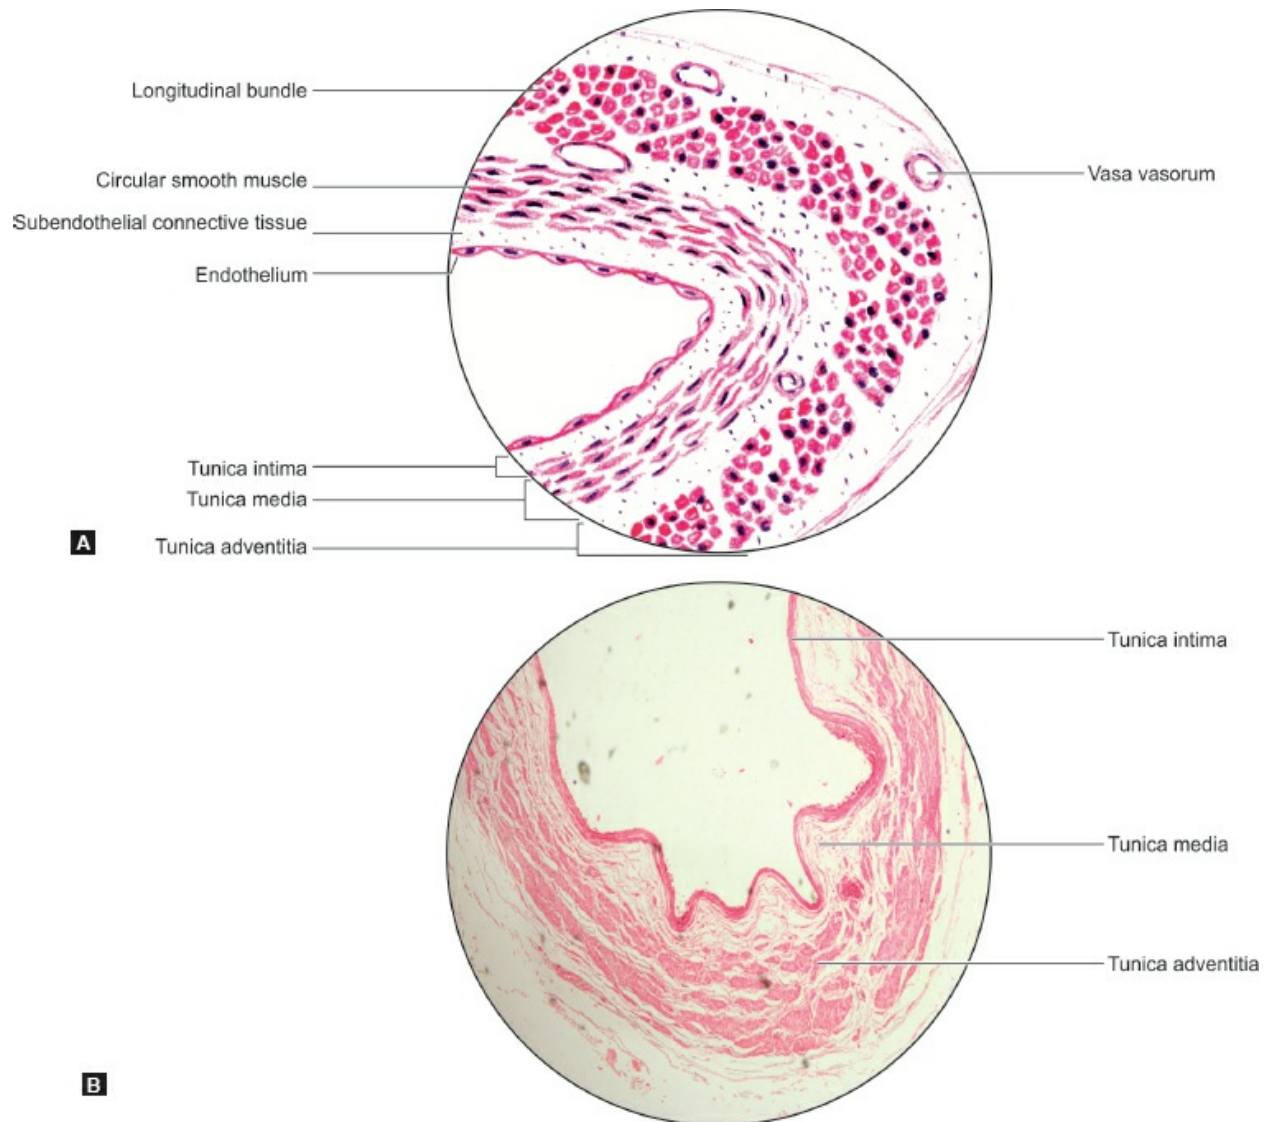 Longitudinal bundle
Circular smooth muscle
Subendothelial connective tissue
Endothelium
Vasa vasorum
Tunica intima
Tunica media
Tunica adventitia
A
Tunica intima
Tunica media
Tunica adventitia
B